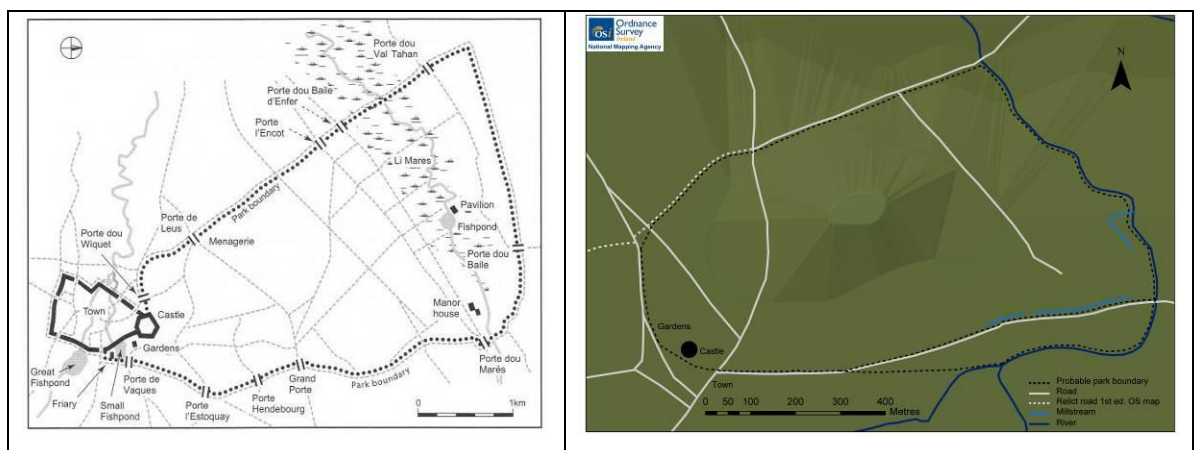 Porte dou
Val Tahan
Porte dou Baile
d'Enfer
Porte
l'Encot
Li Mares
Park boundary
Pavilion
Fishpond
Porte de
Leus
Menagerie
Porte dou
Wiquet
Porte dou
Baile
Town
Castle
Manor
house
Gardens
Great
Fishpond
Friary
Porte de
Vaques
Small
Fishpond
Porte
l'Estoquay
Porte
Hendebourg
Grand
Porte
Park boundary
Porte dou
Marés
0
1km
OSi
Ordnance
Survey
Ireland
National Mapping Agency
N
Gardens
Castle
Town
0 50 100 200 300 400
Metres
Probable park boundary
Road
Relict road 1st ed. OS map
Millstream
River